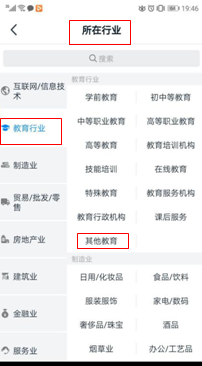 19:46
所在行业
搜索
互联网/信息技
术
教育行业
制造业
贸易/批发/零
售
房地产业
建筑业
金融业
服务业
教育行业
学前教育 初中等教育
中等职业教育 高等职业教育
高等教育 教育培训机构
技能培训 在线教育
特殊教育 教育服务机构
教育行政机构 课后服务
其他教育
制造业
日用/化妆品 食品/饮料
服装服饰 家电/数码
奢侈品/珠宝 酒品
烟草业 办公/工艺品